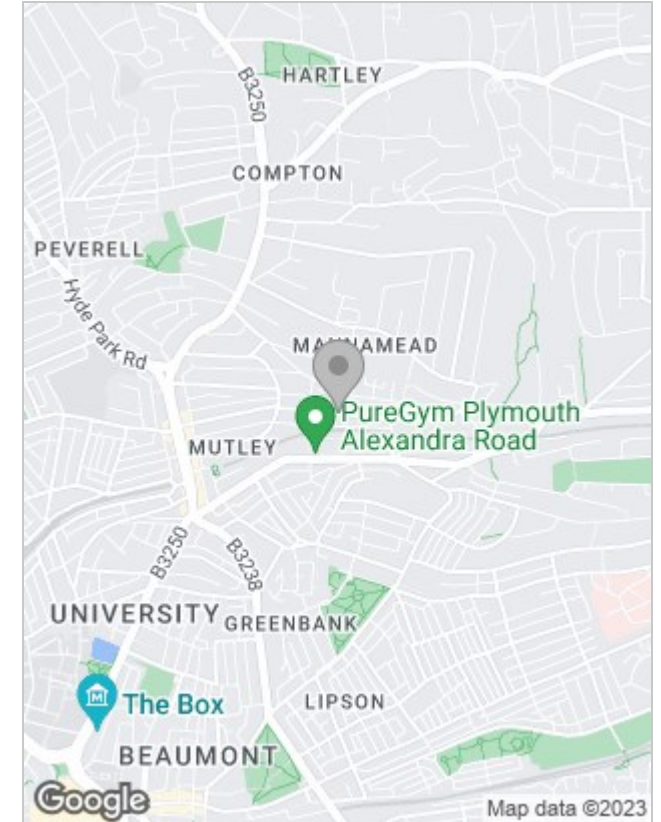 HARTLEY
B3250
COMPTON
PEVERELL
Hyde Park Rd
MANNAMEAD
PureGym Plymouth
Alexandra Road
MUTLEY
B3250
B3238
UNIVERSITY
GREENBANK
The Box
LIPSON
BEAUMONT
Google
Map data ©2023